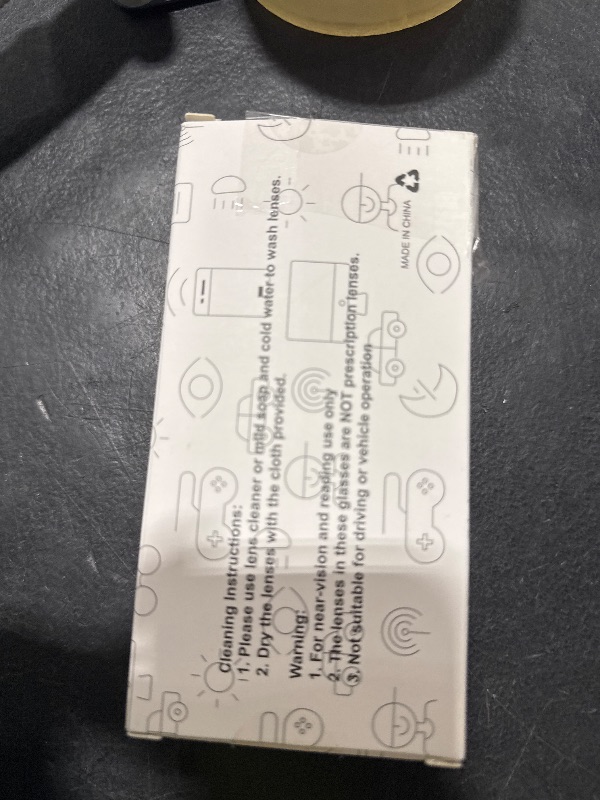 Cleaning Instructions:
1. Please use lens cleaner or mild soap and cold water to wash lenses.
2. Dry the lenses with the cloth provided.
Warning:
1. For near-vision and reading use only
2. The lenses in these glasses are NOT prescription lenses.
3. Not suitable for driving or vehicle operation
MADE IN CHINA